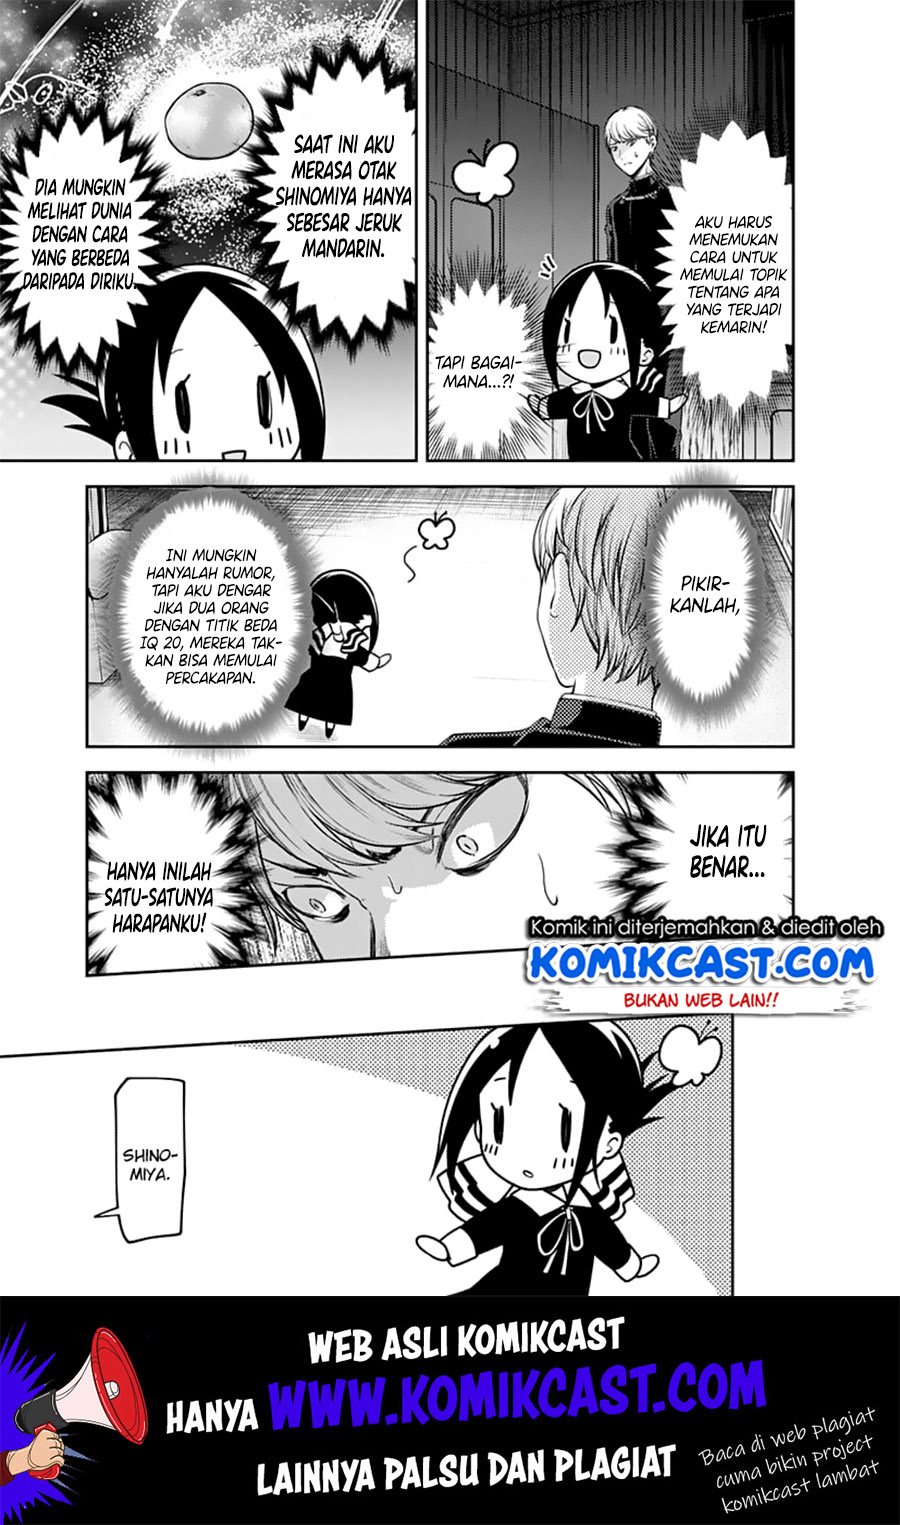 AKU HARUS
MENEMUKAN
CARA UNTUK
MEMULAI TOPIK
TENTANG APA
YANG TERJADI
KEMARIN!
TAPI BAGAI-
MANA...?!
SAAT INI AKU
MERASA OTAK
SHINOMIYA HANYA
SEBESAR JERUK
MANDARIN.
DIA MUNGKIN
MELIHAT DUNIA
DENGAN CARA
YANG BERBEDA
DARIPADA DIRIKU.
PIKIR-
KANLAH,
INI MUNGKIN
HANYALAH RUMOR,
TAPI AKU DENGAR
JIKA DUA ORANG
DENGAN TITIK BEDA
IQ 20, MEREKA TAK-
KAN BISA MEMULAI
PERCAKAPAN.
JIKA ITU
BENAR...
HANYA INILAH
SATU-SATUNYA
HARAPANKU!
Komik ini diterjemahkan & diedit oleh
KOMIKCAST.COM
BUKAN WEB LAIN!!
SHINO-
MIYA.
WEB ASLI KOMIKCAST
HANYA WWW.KOMIKCAST.COM
LAINNYA PALSU DAN PLAGIAT
Baca di web plagiat
cuma bikin project
komikcast lambat